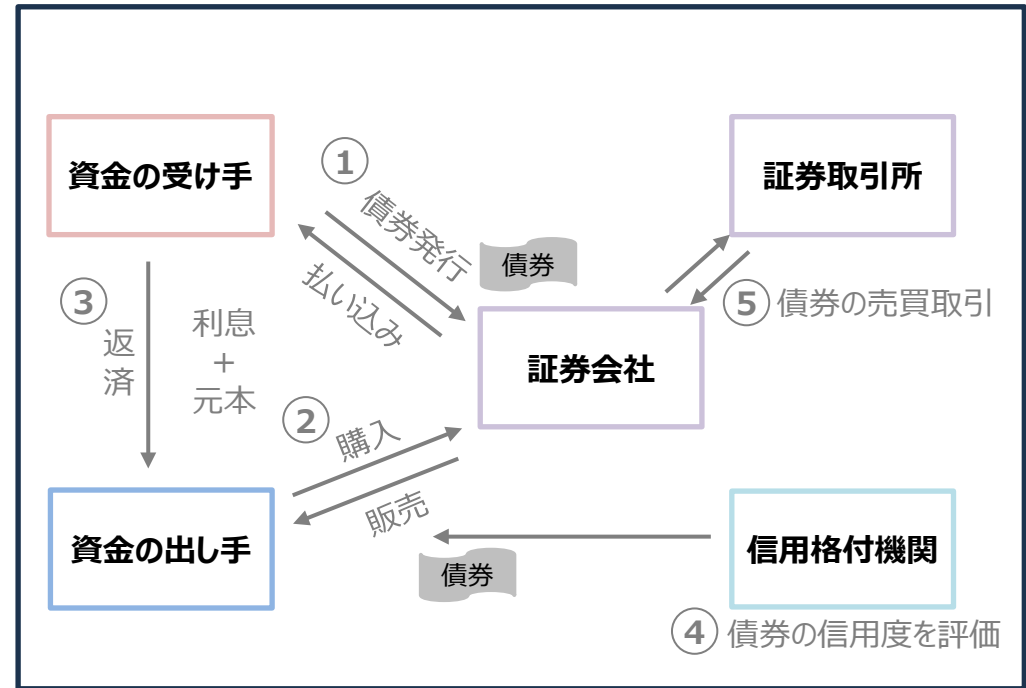 資金の受け手
①
債券発行
払い込み
債券
証券取引所
⑤
債券の売買取引
③
返
済
利息
+
元本
証券会社
②
購入
販売
債券
資金の出し手
信用格付機関
④
債券の信用度を評価